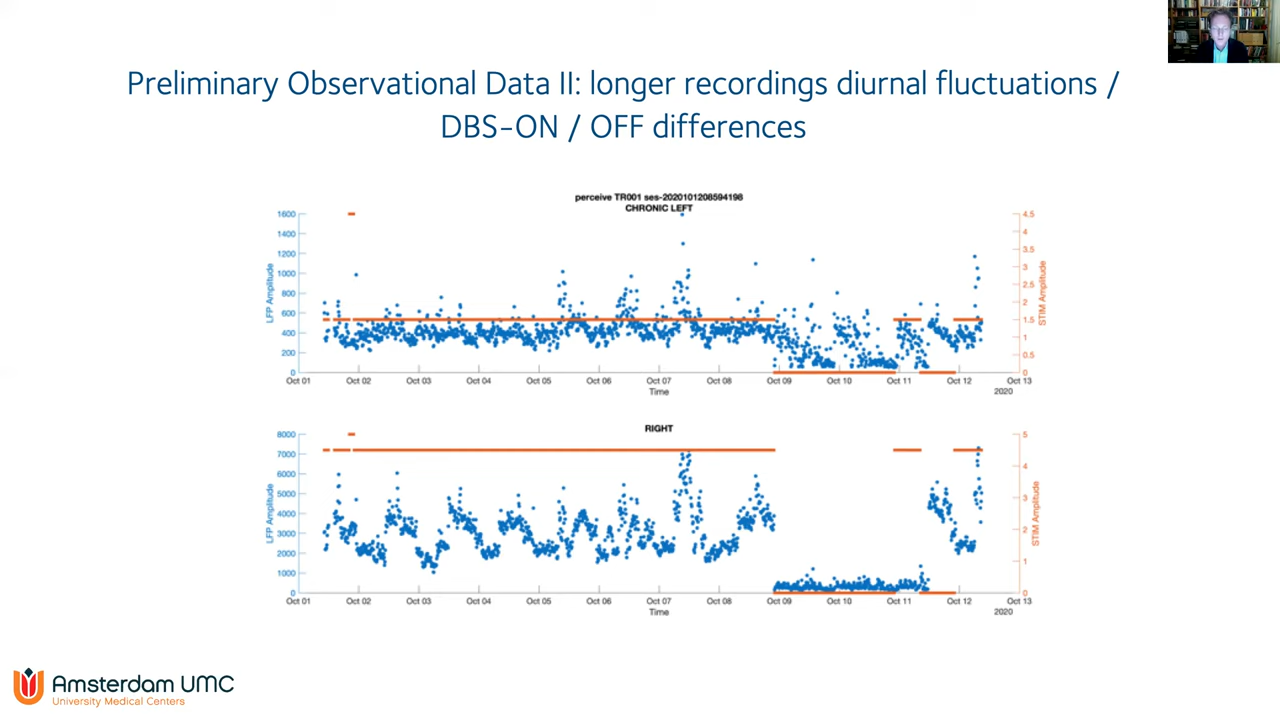 Preliminary Observational Data II: longer recordings diurnal fluctuations /
DBS-ON / OFF differences
perceive TR001 ses-2020101208594198
CHRONIC LEFT
1600
1400
1200
1000
800
600
400
200
0
LFP Amplitude
4.5
4
3.5
3
2.5
2
1.5
1
0.5
0
STIM Amplitude
Oct 01 Oct 02 Oct 03 Oct 04 Oct 05 Oct 06 Oct 07 Oct 08 Oct 09 Oct 10 Oct 11 Oct 12 Oct 13
Time
2020
RIGHT
8000
7000
6000
5000
4000
3000
2000
1000
0
LFP Amplitude
5
4
3
2
1
0
STIM Amplitude
Oct 01 Oct 02 Oct 03 Oct 04 Oct 05 Oct 06 Oct 07 Oct 08 Oct 09 Oct 10 Oct 11 Oct 12 Oct 13
Time
2020
Amsterdam UMC
University Medical Centers